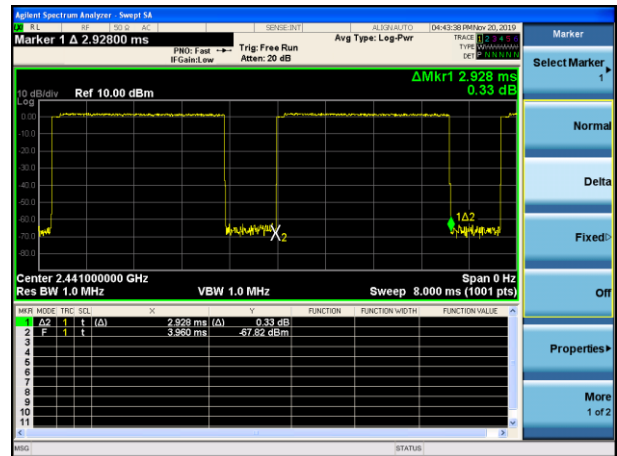 Agilent Spectrum Analyzer - Swept SA
RL RF 50 Ω AC SENSE:INT ALIGNAUTO 04:43:38 PMNov 20, 2019
Marker 1 Δ 2.92800 ms
PNO: Fast
IFGain:Low
Trig: Free Run
Atten: 20 dB
Avg Type: Log-Pwr
TRACE 1 2 3 4 5 6
TYPE WWWWWW
DET P N N N N N
Marker
ΔMkr1 2.928 ms
0.33 dB
10 dB/div Ref 10.00 dBm
Log
0.00
-10.0
-20.0
-30.0
-40.0
-50.0
-60.0
-70.0
-80.0
1Δ2
X2
Center 2.441000000 GHz Span 0 Hz
Res BW 1.0 MHz VBW 1.0 MHz Sweep 8.000 ms (1001 pts)
MKR MODE TRC SCL X Y FUNCTION FUNCTION WIDTH FUNCTION VALUE
1 Δ2 1 t (Δ) 2.928 ms (Δ) 0.33 dB
2 F 1 t 3.960 ms -67.82 dBm
3
4
5
6
7
8
9
10
11
MSG STATUS
Select Marker
1
Normal
Delta
Fixed
Off
Properties
More
1 of 2